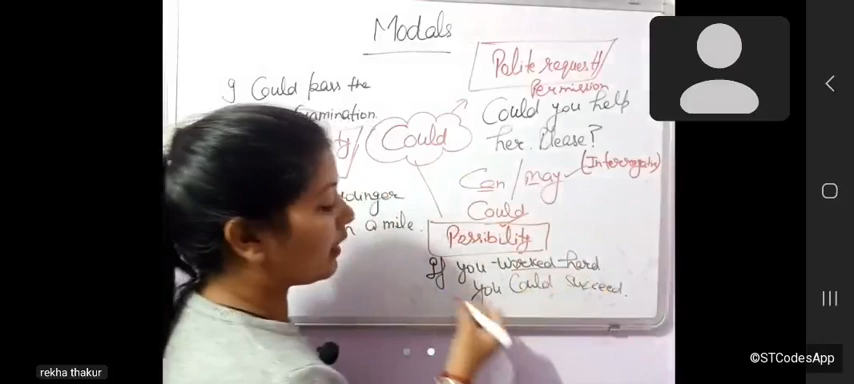 Modals
I Could pass the
Examination.
Could
Polite request/
Permission
Could you help
her. Please?
Can / May (Interrogative)
Could
Possibility
a mile.
If you worked hard
you Could Succeed.
rekha thakur
©STCodesApp